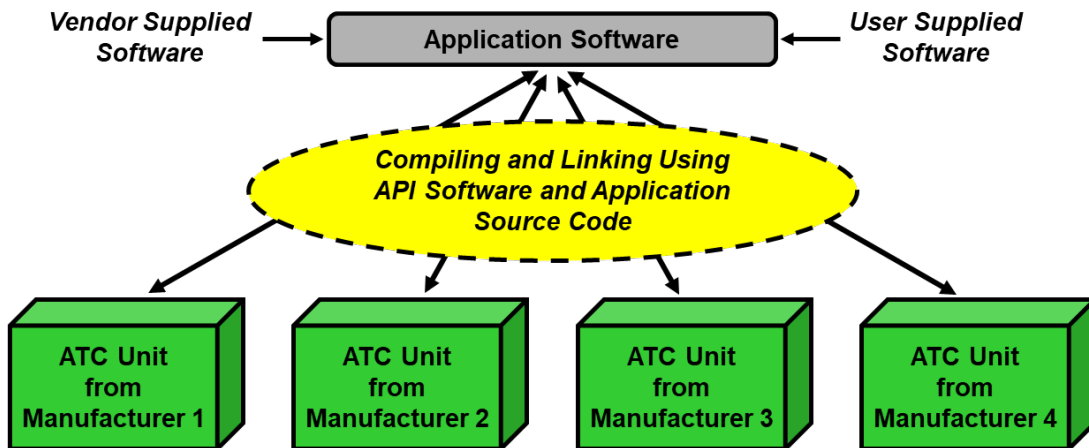 Vendor Supplied
Software
Application Software
User Supplied
Software
Compiling and Linking Using
API Software and Application
Source Code
ATC Unit
from
Manufacturer 1
ATC Unit
from
Manufacturer 2
ATC Unit
from
Manufacturer 3
ATC Unit
from
Manufacturer 4